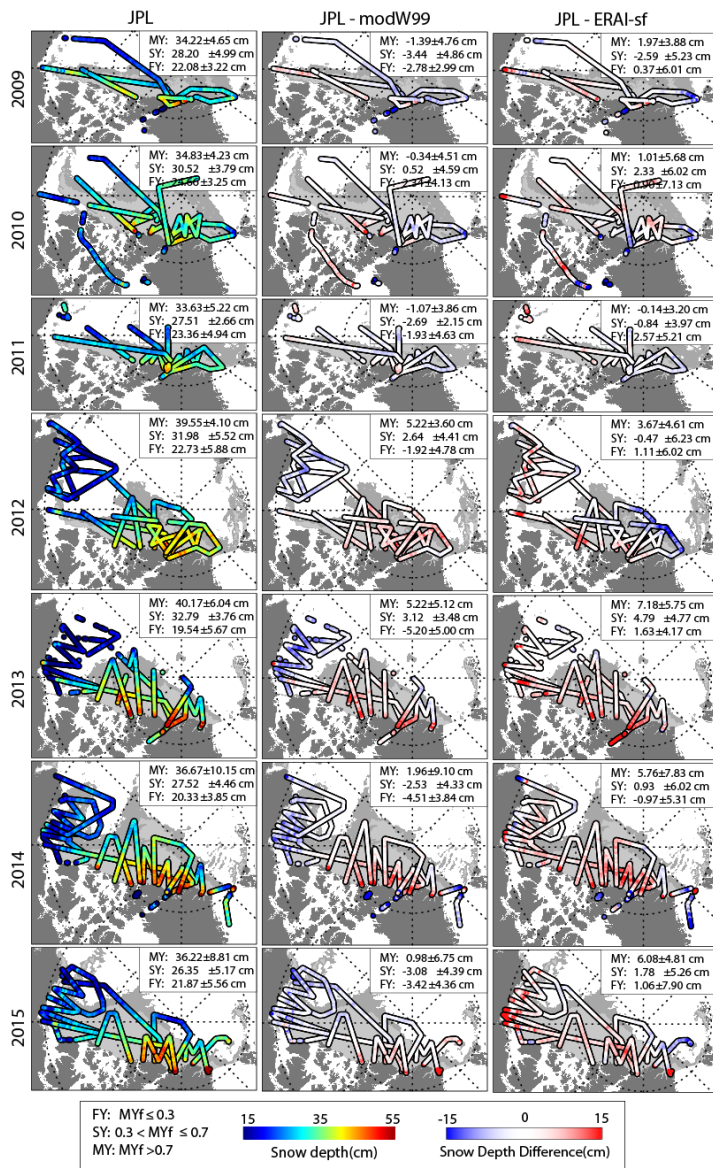 JPL
JPL - modW99
JPL - ERAI-sf
2009
MY: 34.22±4.65 cm
SY: 28.20 ±4.99 cm
FY: 22.08±3.22 cm
MY: -1.39±4.76 cm
SY: -3.44 ±4.86 cm
FY: -2.78±2.99 cm
MY: 1.97±3.88 cm
SY: -2.59 ±5.23 cm
FY: 0.37±6.01 cm
2010
MY: 34.83±4.23 cm
SY: 30.52 ±3.79 cm
FY: 24.66±3.25 cm
MY: -0.34±4.51 cm
SY: 0.52 ±4.59 cm
FY: 2.34±4.13 cm
MY: 1.01±5.68 cm
SY: 2.33 ±6.02 cm
FY: 0.90±7.13 cm
2011
MY: 33.63±5.22 cm
SY: 27.51 ±2.66 cm
FY: 23.36±4.94 cm
MY: -1.07±3.86 cm
SY: -2.69 ±2.15 cm
FY: -1.93±4.63 cm
MY: -0.14±3.20 cm
SY: -0.84 ±3.97 cm
FY: 2.57±5.21 cm
2012
MY: 39.55±4.10 cm
SY: 31.98 ±5.52 cm
FY: 22.73±5.88 cm
MY: 5.22±3.60 cm
SY: 2.64 ±4.41 cm
FY: -1.92±4.78 cm
MY: 3.67±4.61 cm
SY: -0.47 ±6.23 cm
FY: 1.11±6.02 cm
2013
MY: 40.17±6.04 cm
SY: 32.79 ±3.76 cm
FY: 19.54±5.67 cm
MY: 5.22±5.12 cm
SY: 3.12 ±3.48 cm
FY: -5.20±5.00 cm
MY: 7.18±5.75 cm
SY: 4.79 ±4.77 cm
FY: 1.63±4.17 cm
2014
MY: 36.67±10.15 cm
SY: 27.52 ±4.46 cm
FY: 20.33±3.85 cm
MY: 1.96±9.10 cm
SY: -2.53 ±4.33 cm
FY: -4.51±3.84 cm
MY: 5.76±7.83 cm
SY: 0.93 ±6.02 cm
FY: -0.97±5.31 cm
2015
MY: 36.22±8.81 cm
SY: 26.35 ±5.17 cm
FY: 21.87±5.56 cm
MY: 0.98±6.75 cm
SY: -3.08 ±4.39 cm
FY: -3.42±4.36 cm
MY: 6.08±4.81 cm
SY: 1.78 ±5.26 cm
FY: 1.06±7.90 cm
FY: MYf ≤ 0.3
SY: 0.3 < MYf ≤ 0.7
MY: MYf >0.7
15 35 55
Snow depth(cm)
-15 0 15
Snow Depth Difference(cm)